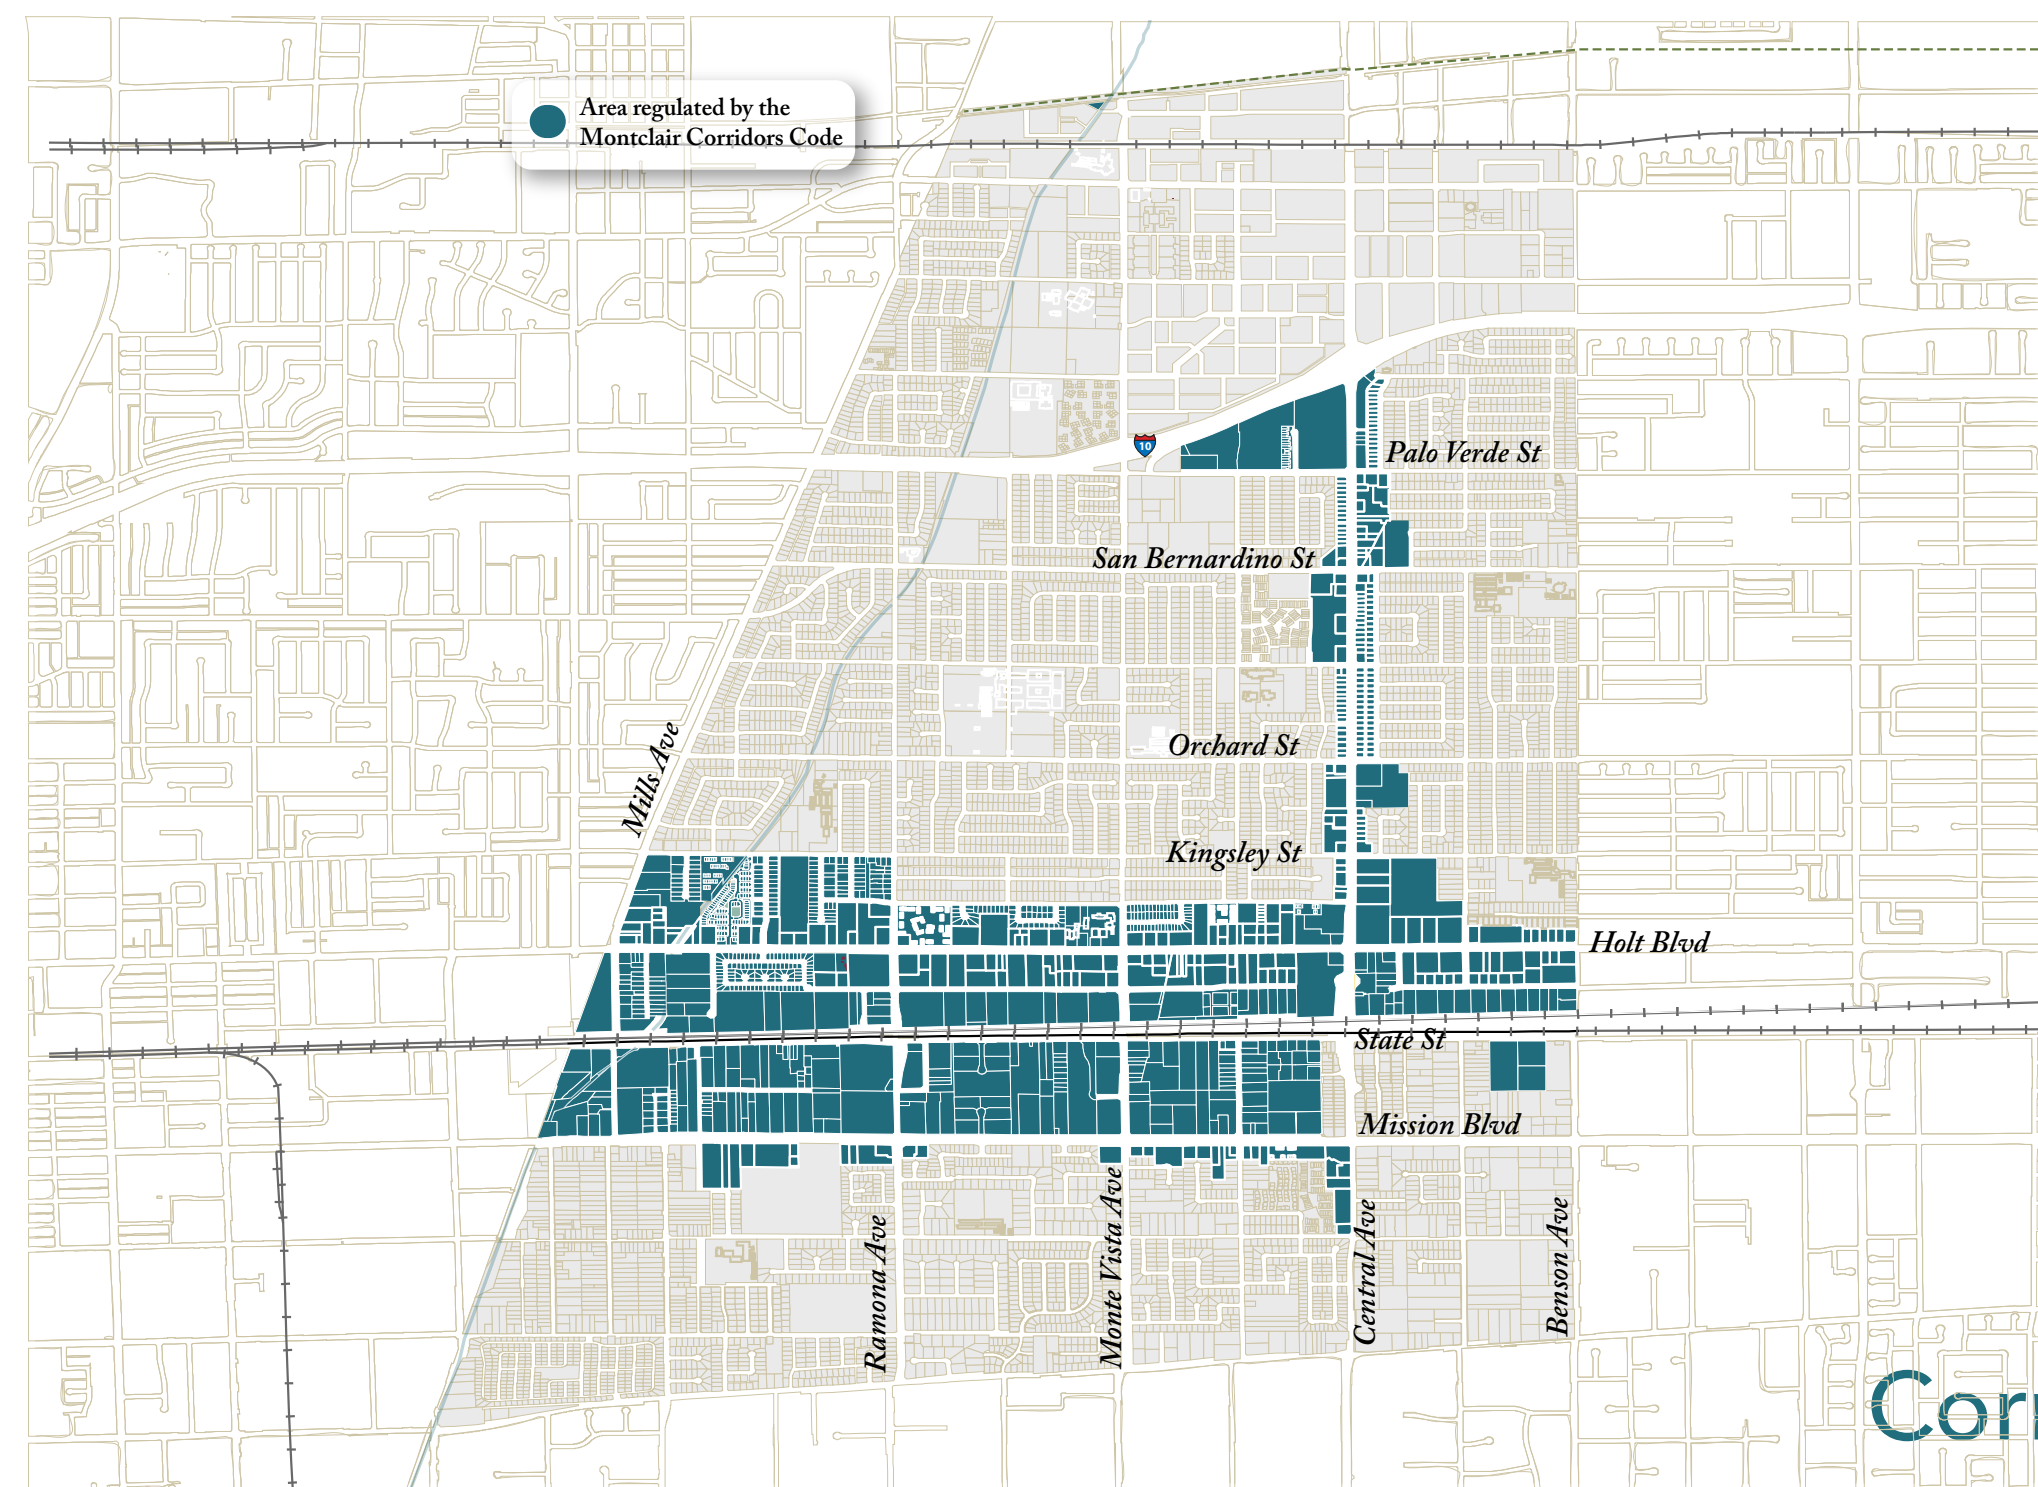 Area regulated by the
Montclair Corridors Code
10
Palo Verde St
San Bernardino St
Mills Ave
Orchard St
Kingsley St
Holt Blvd
State St
Mission Blvd
Ramona Ave
Monte Vista Ave
Central Ave
Benson Ave